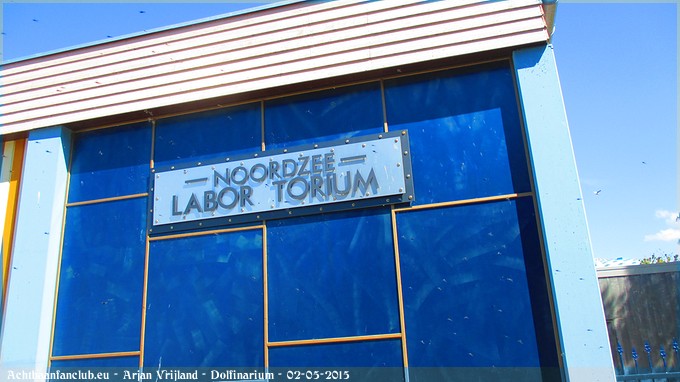 — NOORDZEE —
LABOR TORIUM
Achtbaanfanclub.eu - Arjan Vrijland - Dolfinarium - 02-05-2015